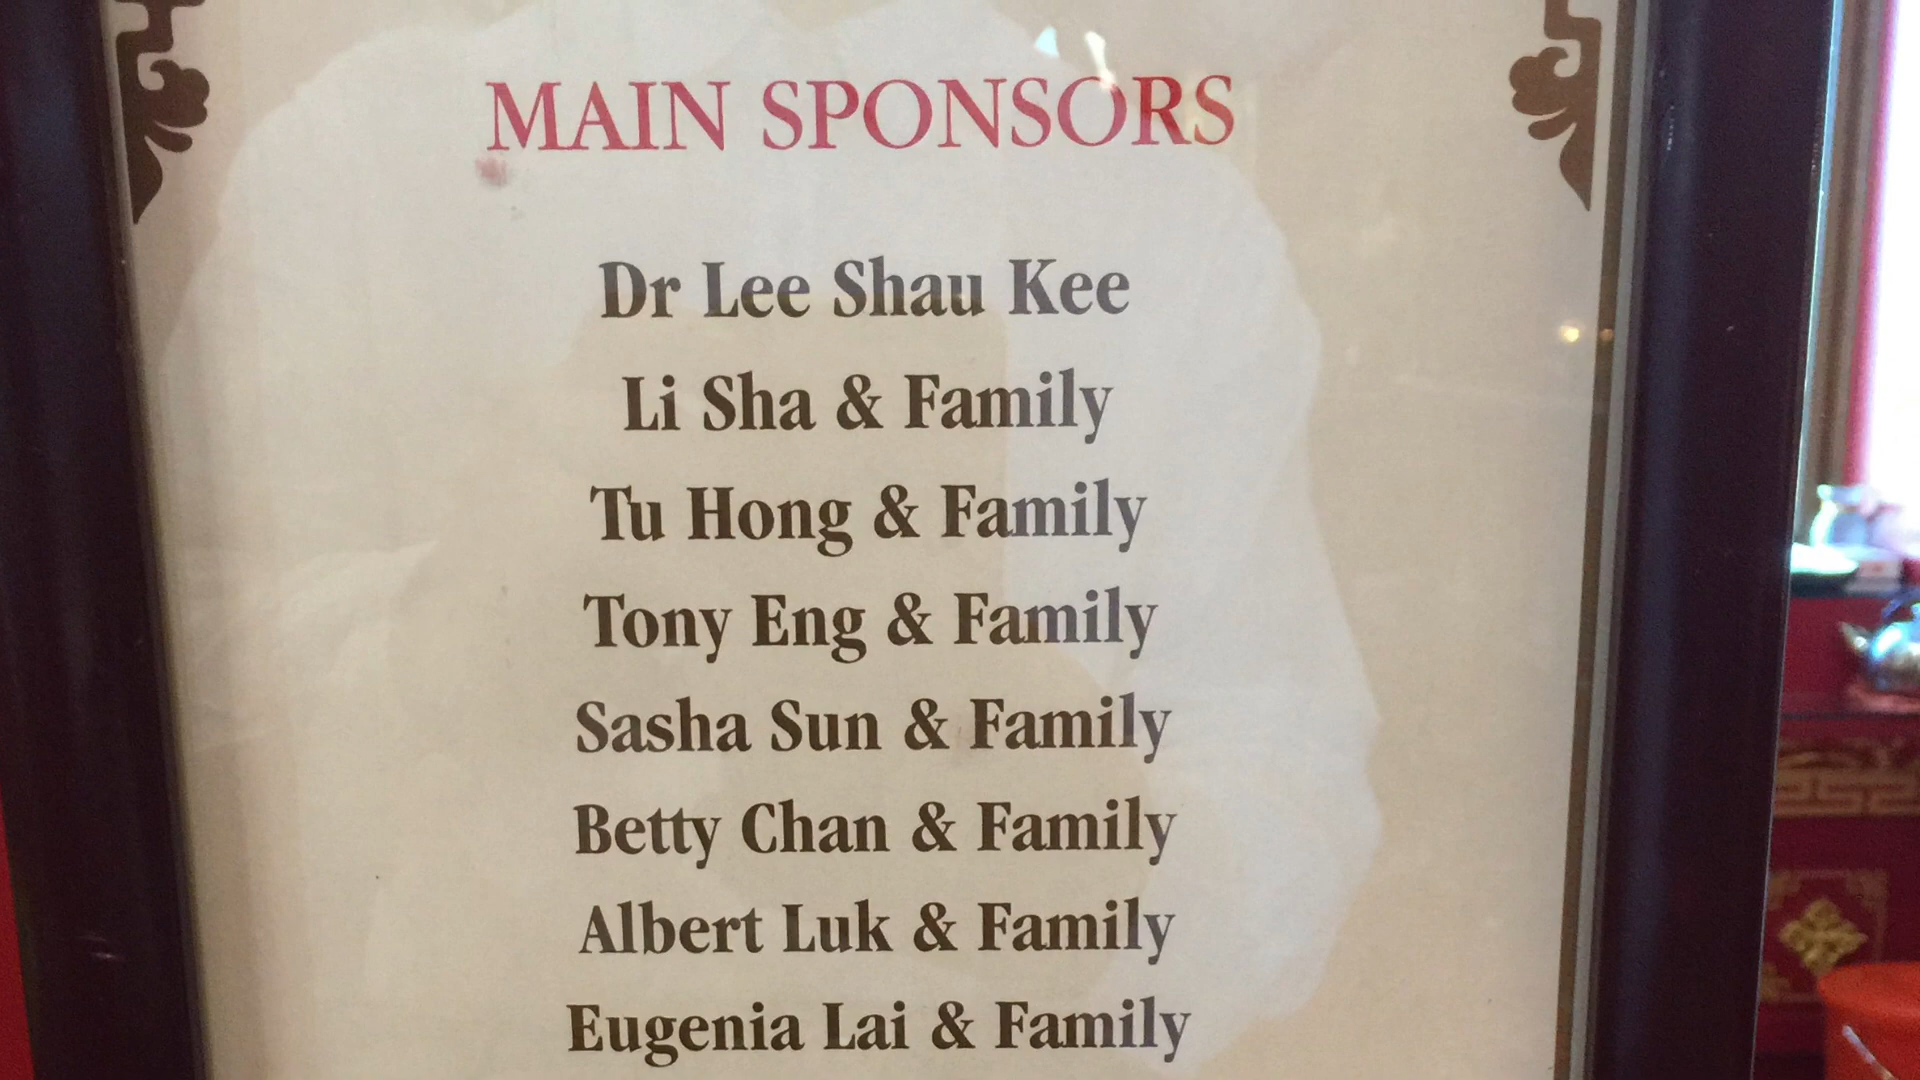 MAIN SPONSORS
Dr Lee Shau Kee
Li Sha & Family
Tu Hong & Family
Tony Eng & Family
Sasha Sun & Family
Betty Chan & Family
Albert Luk & Family
Eugenia Lai & Family